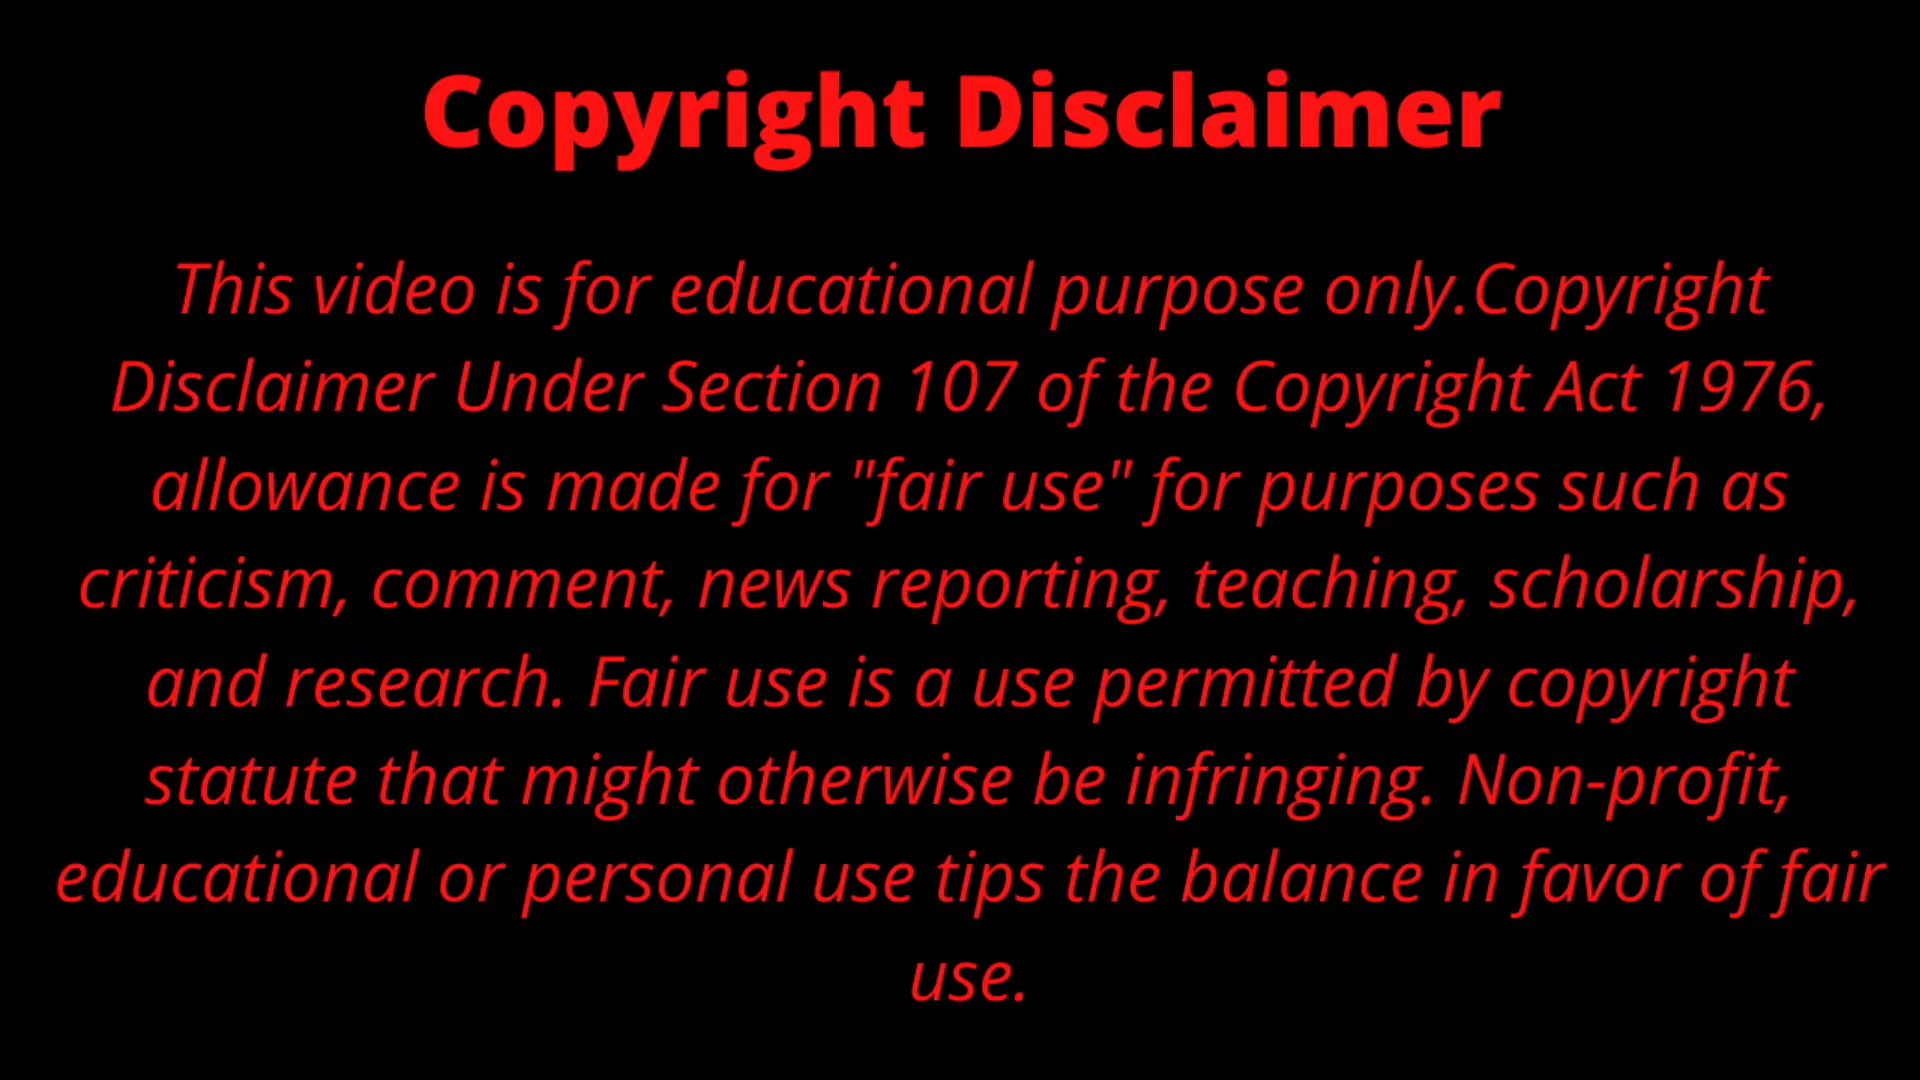 Copyright Disclaimer
This video is for educational purpose only.Copyright
Disclaimer Under Section 107 of the Copyright Act 1976,
allowance is made for "fair use" for purposes such as
criticism, comment, news reporting, teaching, scholarship,
and research. Fair use is a use permitted by copyright
statute that might otherwise be infringing. Non-profit,
educational or personal use tips the balance in favor of fair
use.